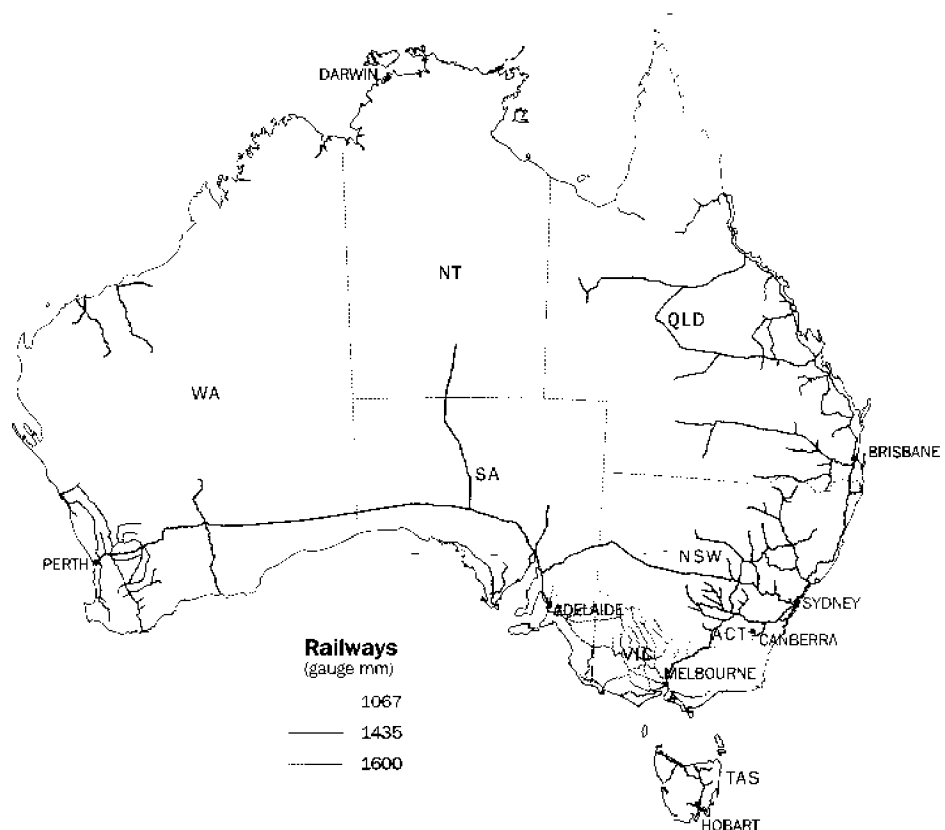 DARWIN
NT
QLD
WA
BRISBANE
SA
NSW
PERTH
SYDNEY
ADELAIDE
ACT
CANBERRA
VIC
MELBOURNE
Railways
(gauge mm)
1067
1435
1600
TAS
HOBART